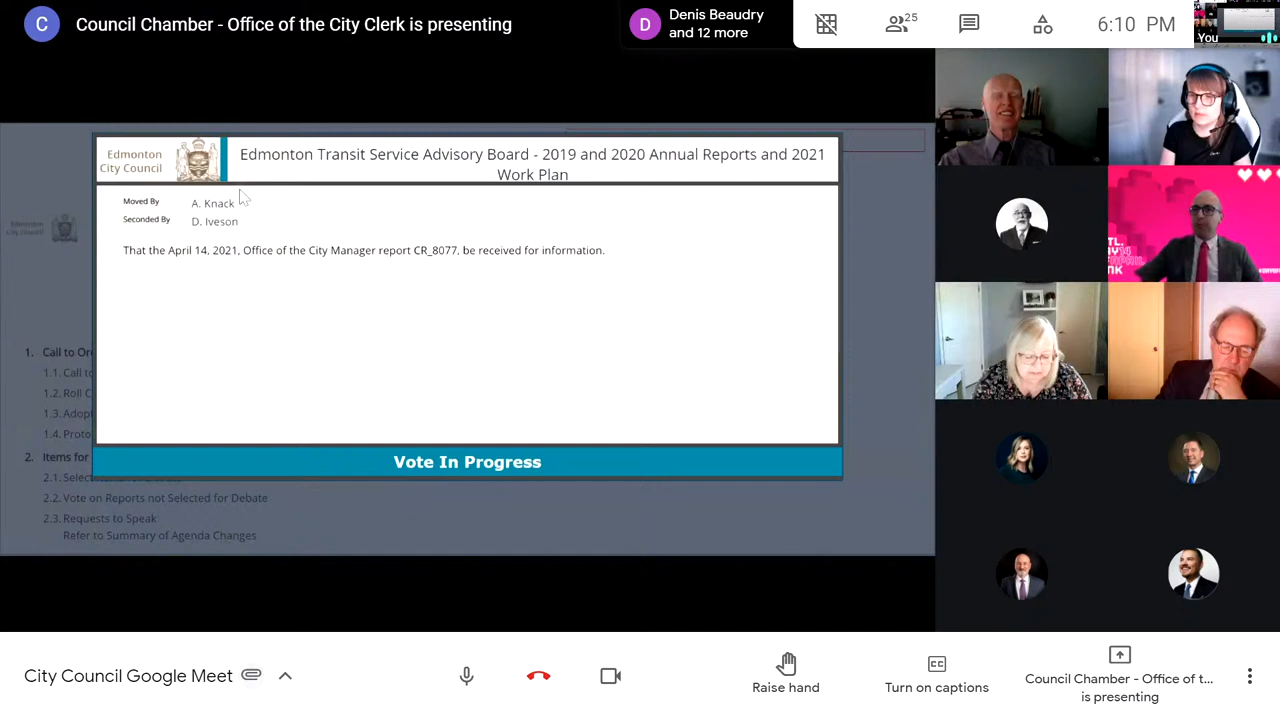 C
Council Chamber - Office of the City Clerk is presenting
D
Denis Beaudry
and 12 more
25
6:10 PM
You
Edmonton
City Council
Edmonton Transit Service Advisory Board - 2019 and 2020 Annual Reports and 2021
Work Plan
Moved By
A. Knack
Seconded By
D. Iveson
That the April 14, 2021, Office of the City Manager report CR_8077, be received for information.
Vote In Progress
1. Call to Or
1.1. Call to
1.2. Roll C
1.3. Adop
1.4. Proto
2. Items for
2.1.
2.2. Vote on Reports not Selected for Debate
2.3. Requests to Speak
Refer to Summary of Agenda Changes
City Council Google Meet
Raise hand
CC
Turn on captions
Council Chamber - Office of t...
is presenting